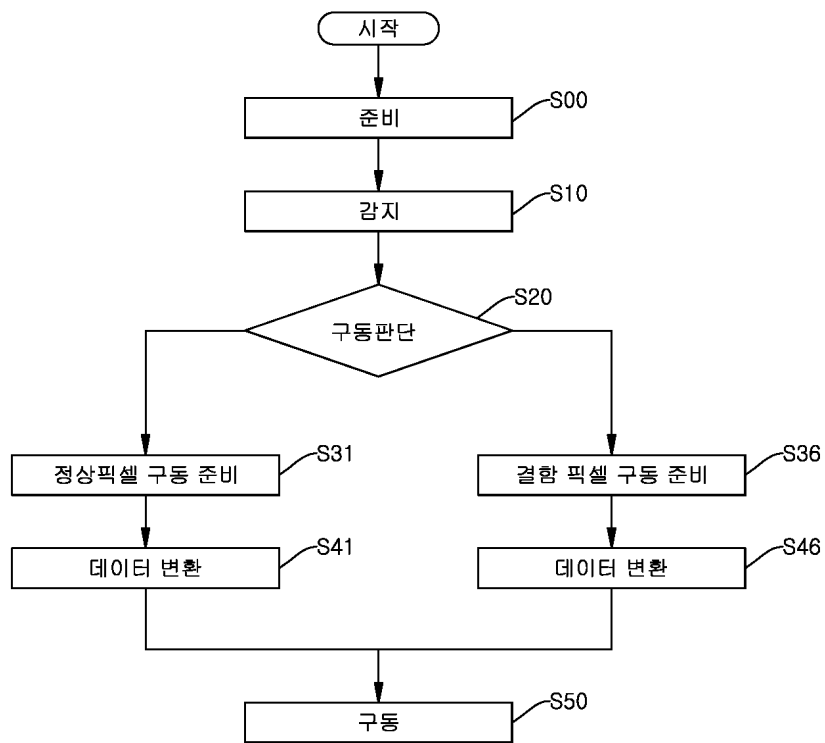 시작
준비
S00
감지
S10
구동판단
S20
정상픽셀 구동 준비
S31
결함 픽셀 구동 준비
S36
데이터 변환
S41
데이터 변환
S46
구동
S50